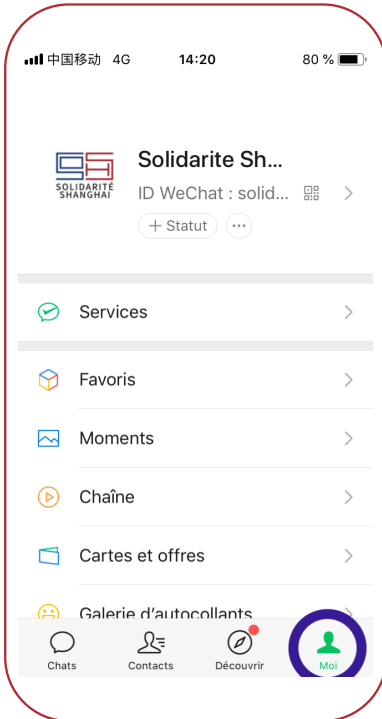 中国移动 4G 14:20 80 %
Solidarite Sh...
SOLIDARITÉ
SHANGHAI
ID WeChat : solid...
+ Statut
Services
Favoris
Moments
Chaîne
Cartes et offres
Galerie d'autocollants
Chats Contacts Découvrir Moi